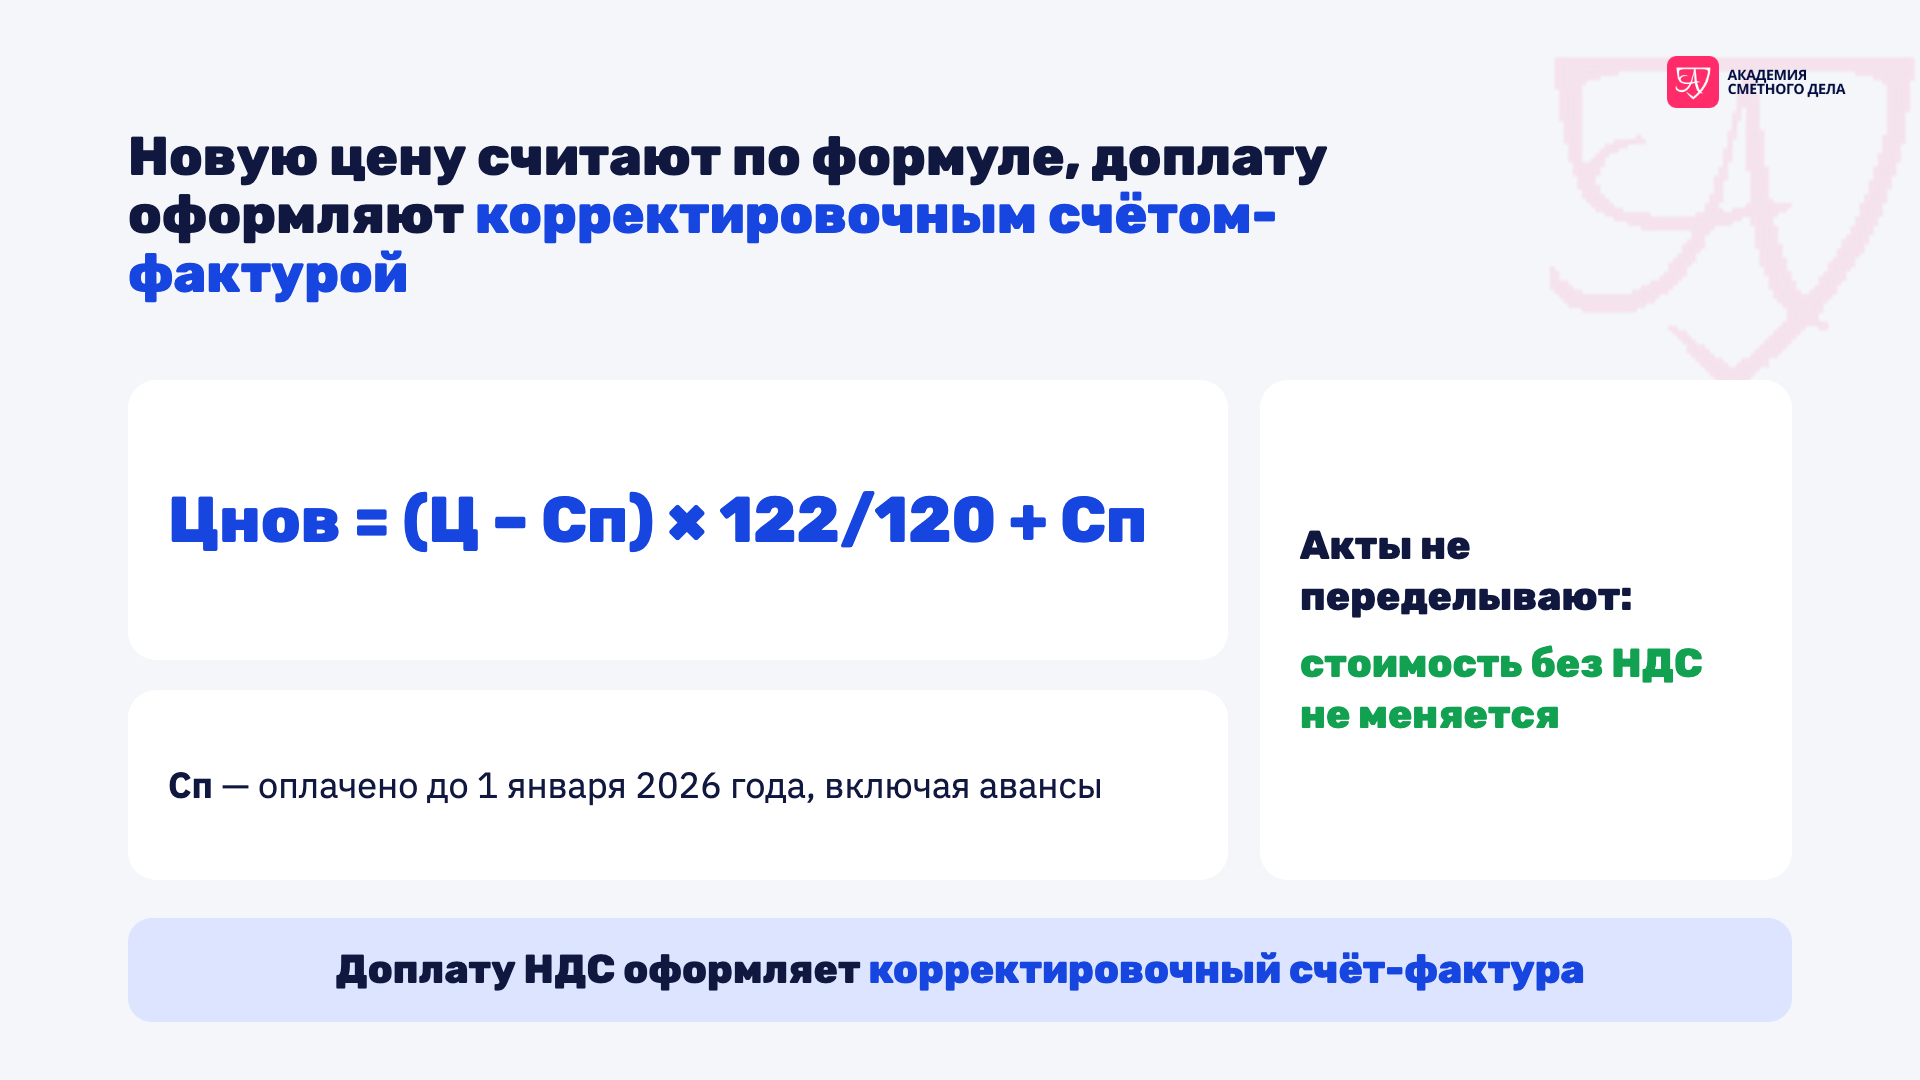 АКАДЕМИЯ
СМЕТНОГО ДЕЛА
Новую цену считают по формуле, доплату
оформляют корректировочным счётом-
фактурой
Цнов = (Ц – Сп) × 122/120 + Сп
Сп — оплачено до 1 января 2026 года, включая авансы
Акты не
переделывают:
стоимость без НДС
не меняется
Доплату НДС оформляет корректировочный счёт-фактура